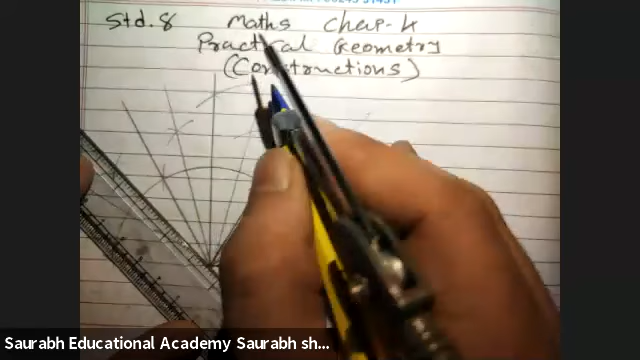 Std. 8 Maths Chap-4
Practical Geometry
(Constructions)
Saurabh Educational Academy Saurabh sh...